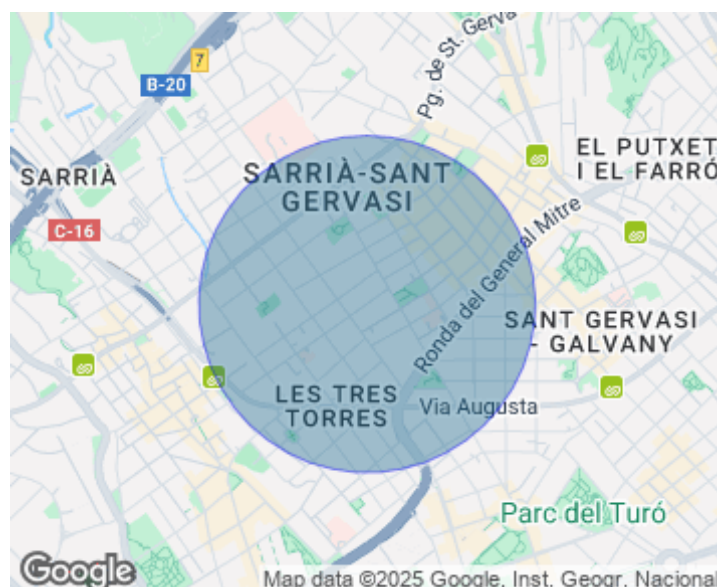 7
B-20
Pg. de St. Gerva
EL PUTXET
I EL FARRÓ
SARRIÀ
SARRIÀ-SANT
GERVASI
C-16
Ronda del General Mitre
SANT GERVASI
- GALVANY
LES TRES
TORRES
Via Augusta
Parc del Turó
Google
Map data ©2025 Google, Inst. Geogr. Nacional